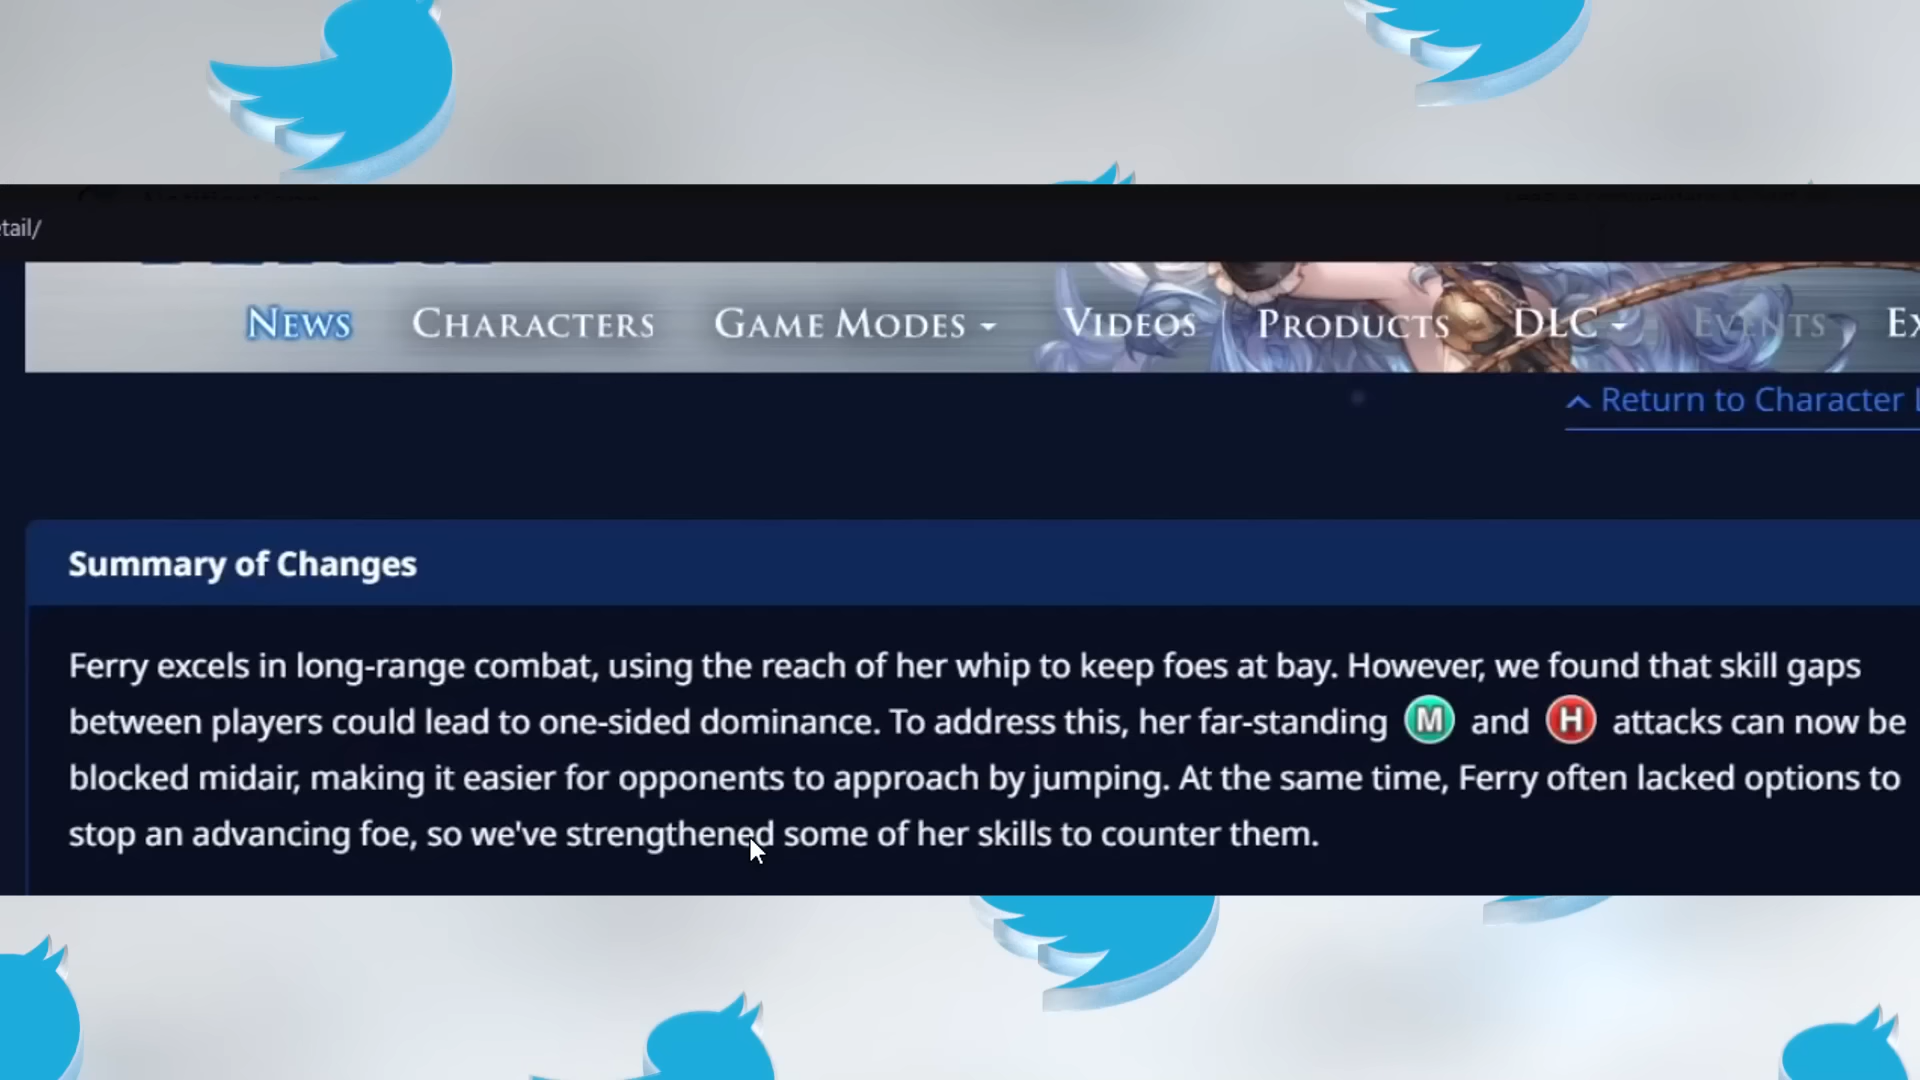 etail/
NEWS CHARACTERS GAME MODES VIDEOS PRODUCTS DLC EVENTS
Return to Character
Summary of Changes
Ferry excels in long-range combat, using the reach of her whip to keep foes at bay. However, we found that skill gaps
between players could lead to one-sided dominance. To address this, her far-standing M and H attacks can now be
blocked midair, making it easier for opponents to approach by jumping. At the same time, Ferry often lacked options to
stop an advancing foe, so we've strengthened some of her skills to counter them.